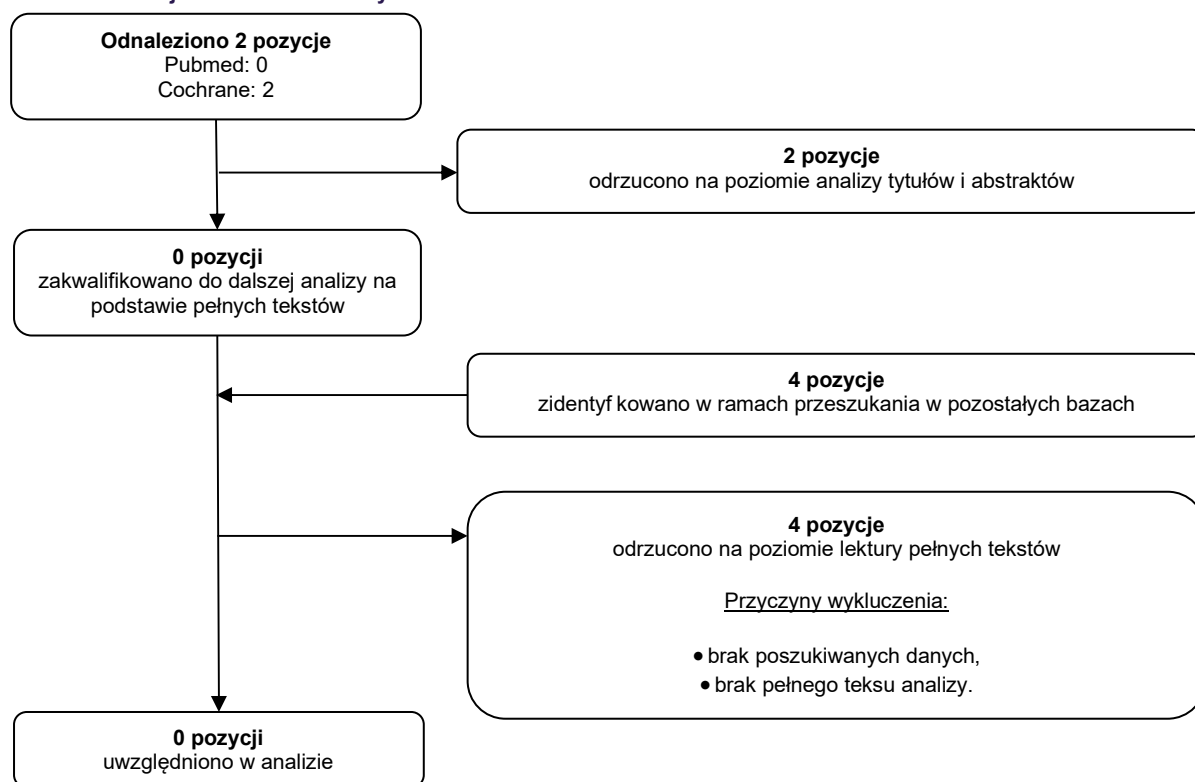 Odnaleziono 2 pozycje
Pubmed: 0
Cochrane: 2
2 pozycje
odrzucono na poziomie analizy tytułów i abstraktów
0 pozycji
zakwalifikowano do dalszej analizy na
podstawie pełnych tekstów
4 pozycje
zidentyf kowano w ramach przeszukania w pozostałych bazach
4 pozycje
odrzucono na poziomie lektury pełnych tekstów
Przyczyny wykluczenia:
• brak poszukiwanych danych,
• brak pełnego teksu analizy.
0 pozycji
uwzględniono w analizie